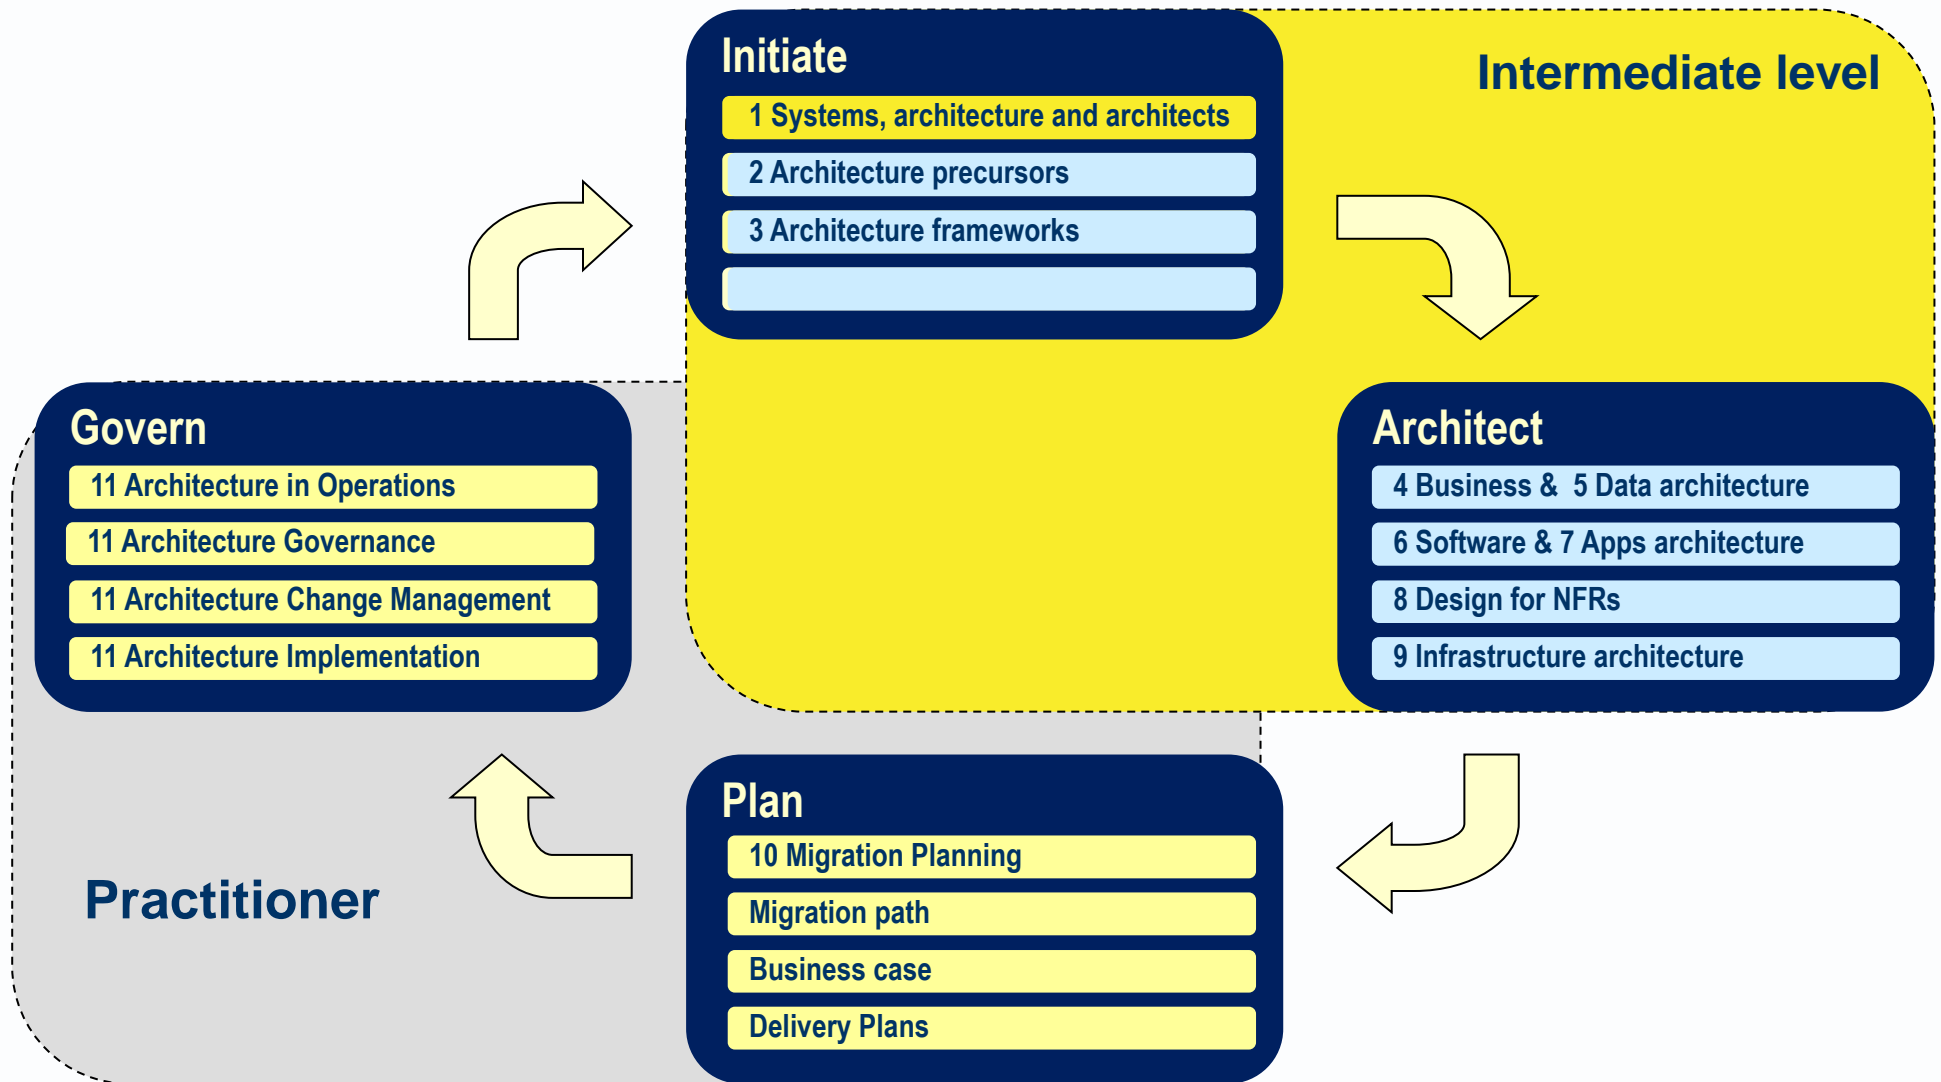 Initiate
1 Systems, architecture and architects
2 Architecture precursors
3 Architecture frameworks
Intermediate level
Govern
11 Architecture in Operations
11 Architecture Governance
11 Architecture Change Management
11 Architecture Implementation
Architect
4 Business &  5 Data architecture
6 Software & 7 Apps architecture
8 Design for NFRs
9 Infrastructure architecture
Practitioner
Plan
10 Migration Planning
Migration path
Business case
Delivery Plans